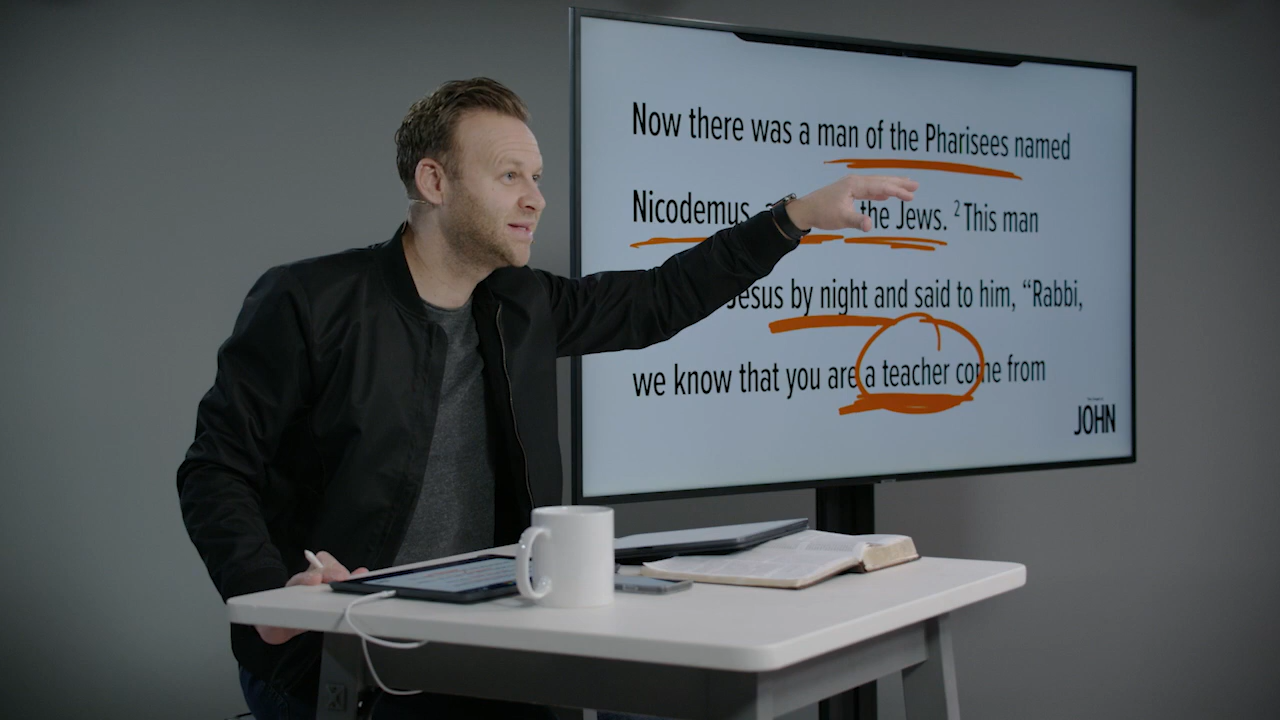 Now there was a man of the Pharisees named
Nicodemus, the Jews. 2 This man
Jesus by night and said to him, “Rabbi,
we know that you are a teacher come from
JOHN